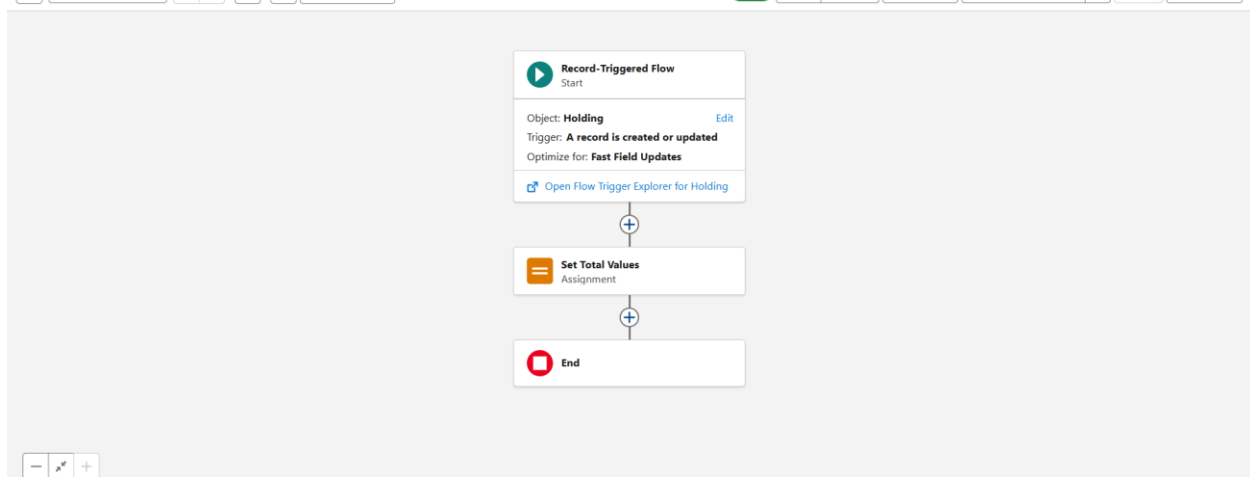 Record-Triggered Flow
Start
Object: Holding Edit
Trigger: A record is created or updated
Optimize for: Fast Field Updates
Open Flow Trigger Explorer for Holding
Set Total Values
Assignment
End